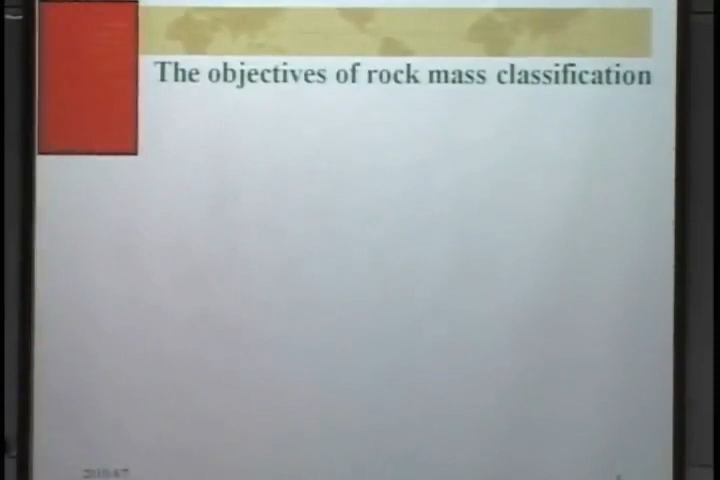 The objectives of rock mass classification